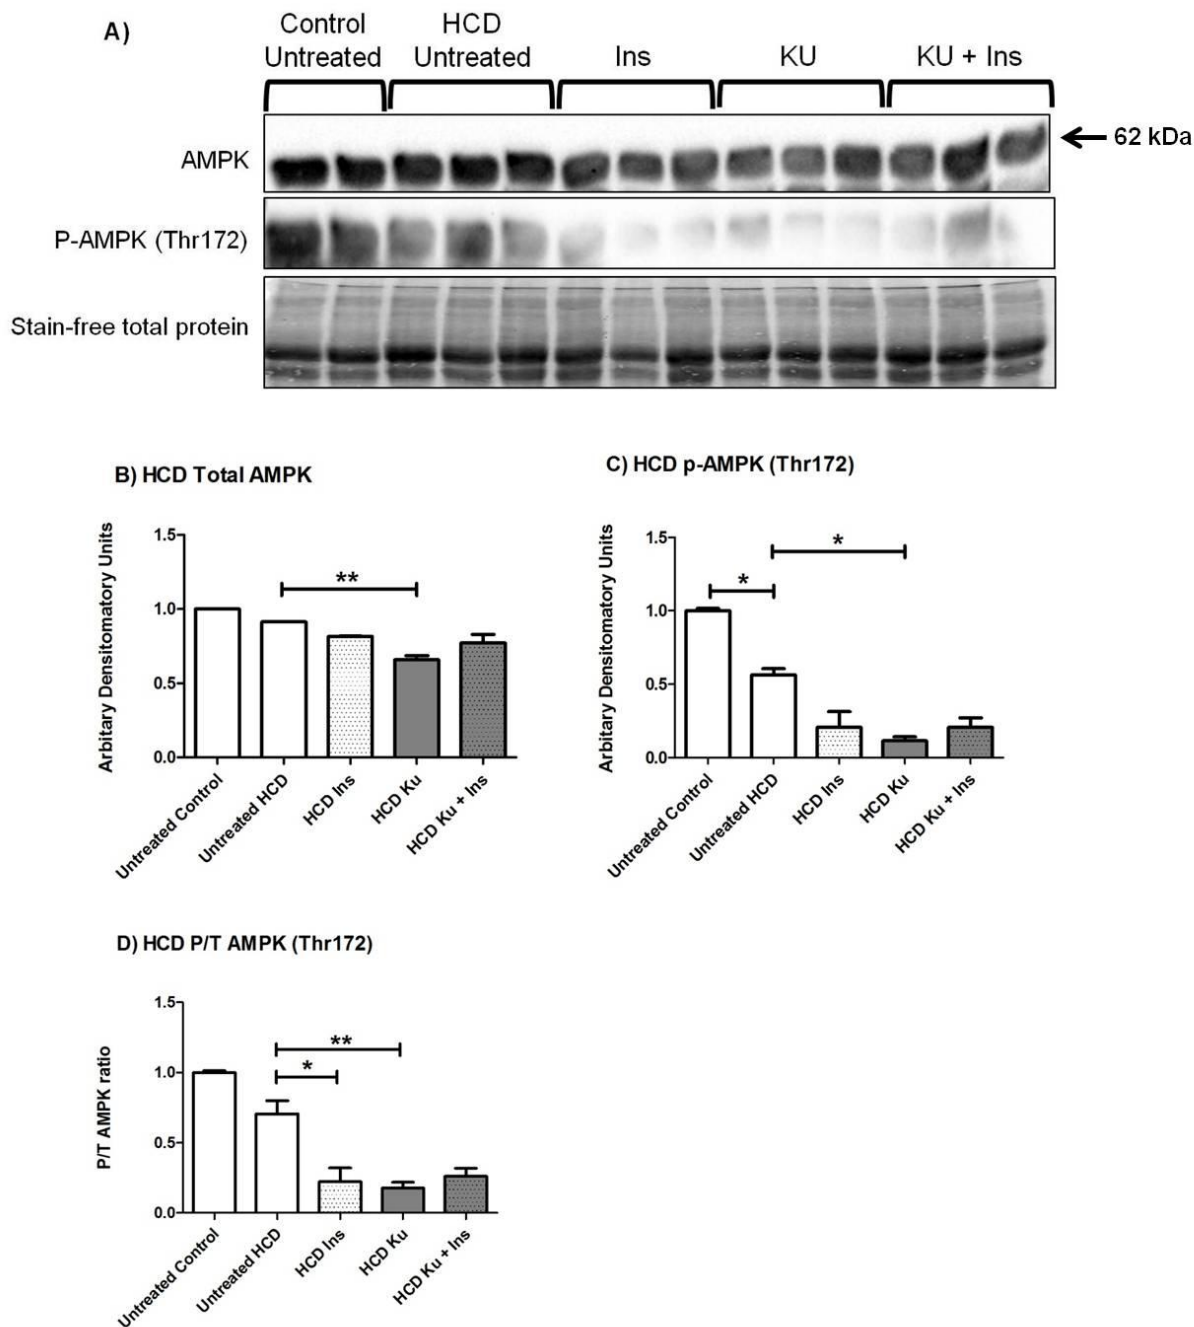 A)
Control
Untreated
HCD
Untreated
Ins
KU
KU + Ins
AMPK
62 kDa
P-AMPK (Thr172)
Stain-free total protein
B) HCD Total AMPK
Arbitary Densitomatory Units
1.5
1.0
0.5
0.0
**
Untreated Control
Untreated HCD
HCD Ins
HCD Ku
HCD Ku + Ins
C) HCD p-AMPK (Thr172)
Arbitary Densitomatory Units
1.5
1.0
0.5
0.0
*
*
Untreated Control
Untreated HCD
HCD Ins
HCD Ku
HCD Ku + Ins
D) HCD P/T AMPK (Thr172)
P/T AMPK ratio
1.5
1.0
0.5
0.0
**
*
Untreated Control
Untreated HCD
HCD Ins
HCD Ku
HCD Ku + Ins